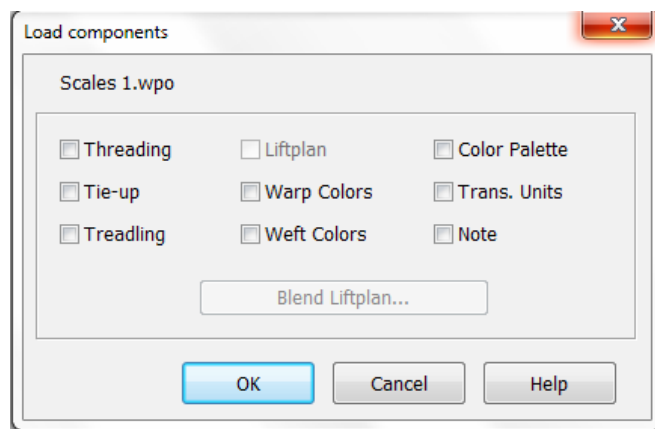 Load components
Scales 1.wpo
Threading Liftplan Color Palette
Tie-up Warp Colors Trans. Units
Treadling Weft Colors Note
Blend Liftplan...
OK Cancel Help